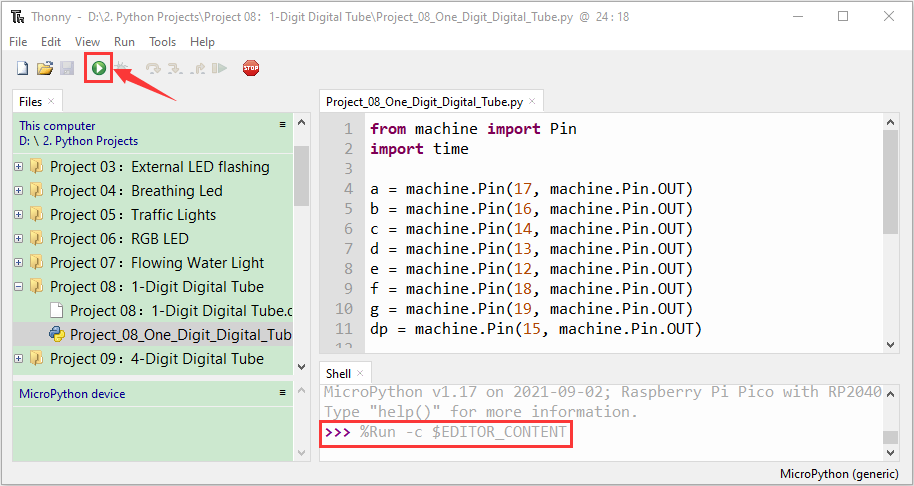 Thonny - D:\2. Python Projects\Project 08：1-Digit Digital Tube\Project_08_One_Digit_Digital_Tube.py @ 24 : 18
File Edit View Run Tools Help
STOP
Files
This computer
D: \ 2. Python Projects
Project 03：External LED flashing
Project 04：Breathing Led
Project 05：Traffic Lights
Project 06：RGB LED
Project 07：Flowing Water Light
Project 08：1-Digit Digital Tube
Project 08：1-Digit Digital Tube.c
Project_08_One_Digit_Digital_Tub
Project 09：4-Digit Digital Tube
MicroPython device
Project_08_One_Digit_Digital_Tube.py
1 from machine import Pin
2 import time
3
4 a = machine.Pin(17, machine.Pin.OUT)
5 b = machine.Pin(16, machine.Pin.OUT)
6 c = machine.Pin(14, machine.Pin.OUT)
7 d = machine.Pin(13, machine.Pin.OUT)
8 e = machine.Pin(12, machine.Pin.OUT)
9 f = machine.Pin(18, machine.Pin.OUT)
10 g = machine.Pin(19, machine.Pin.OUT)
11 dp = machine.Pin(15, machine.Pin.OUT)
12
Shell
MicroPython v1.17 on 2021-09-02; Raspberry Pi Pico with RP2040
Type "help()" for more information.
>>> %Run -c $EDITOR_CONTENT
MicroPython (generic)